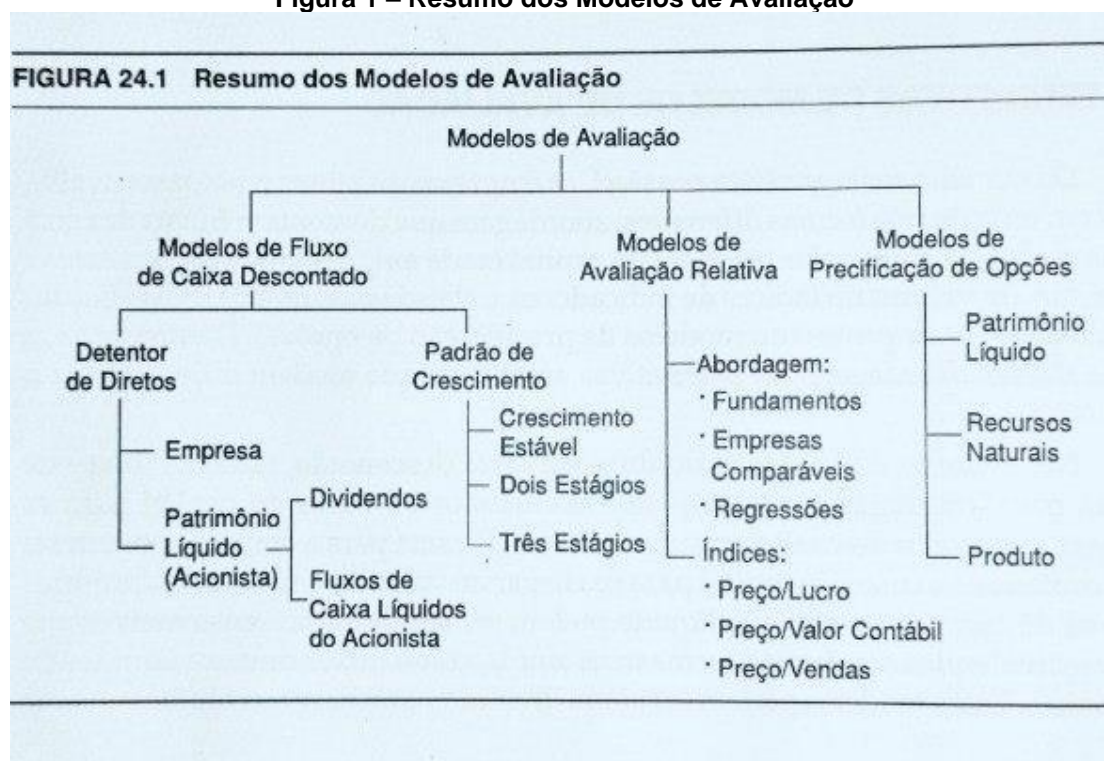 Figura 1 – Resumo dos Modelos de Avaliação
FIGURA 24.1 Resumo dos Modelos de Avaliação
Modelos de Avaliação
Modelos de Fluxo
de Caixa Descontado
Detentor
de Diretos
Empresa
Patrimônio
Líquido
(Acionista)
Dividendos
Fluxos de
Caixa Líquidos
do Acionista
Padrão de
Crescimento
Crescimento
Estável
Dois Estágios
Três Estágios
Modelos de
Avaliação Relativa
Abordagem:
· Fundamentos
· Empresas
Comparáveis
· Regressões
Índices:
· Preço/Lucro
· Preço/Valor Contábil
· Preço/Vendas
Modelos de
Precificação de Opções
Patrimônio
Líquido
Recursos
Naturais
Produto